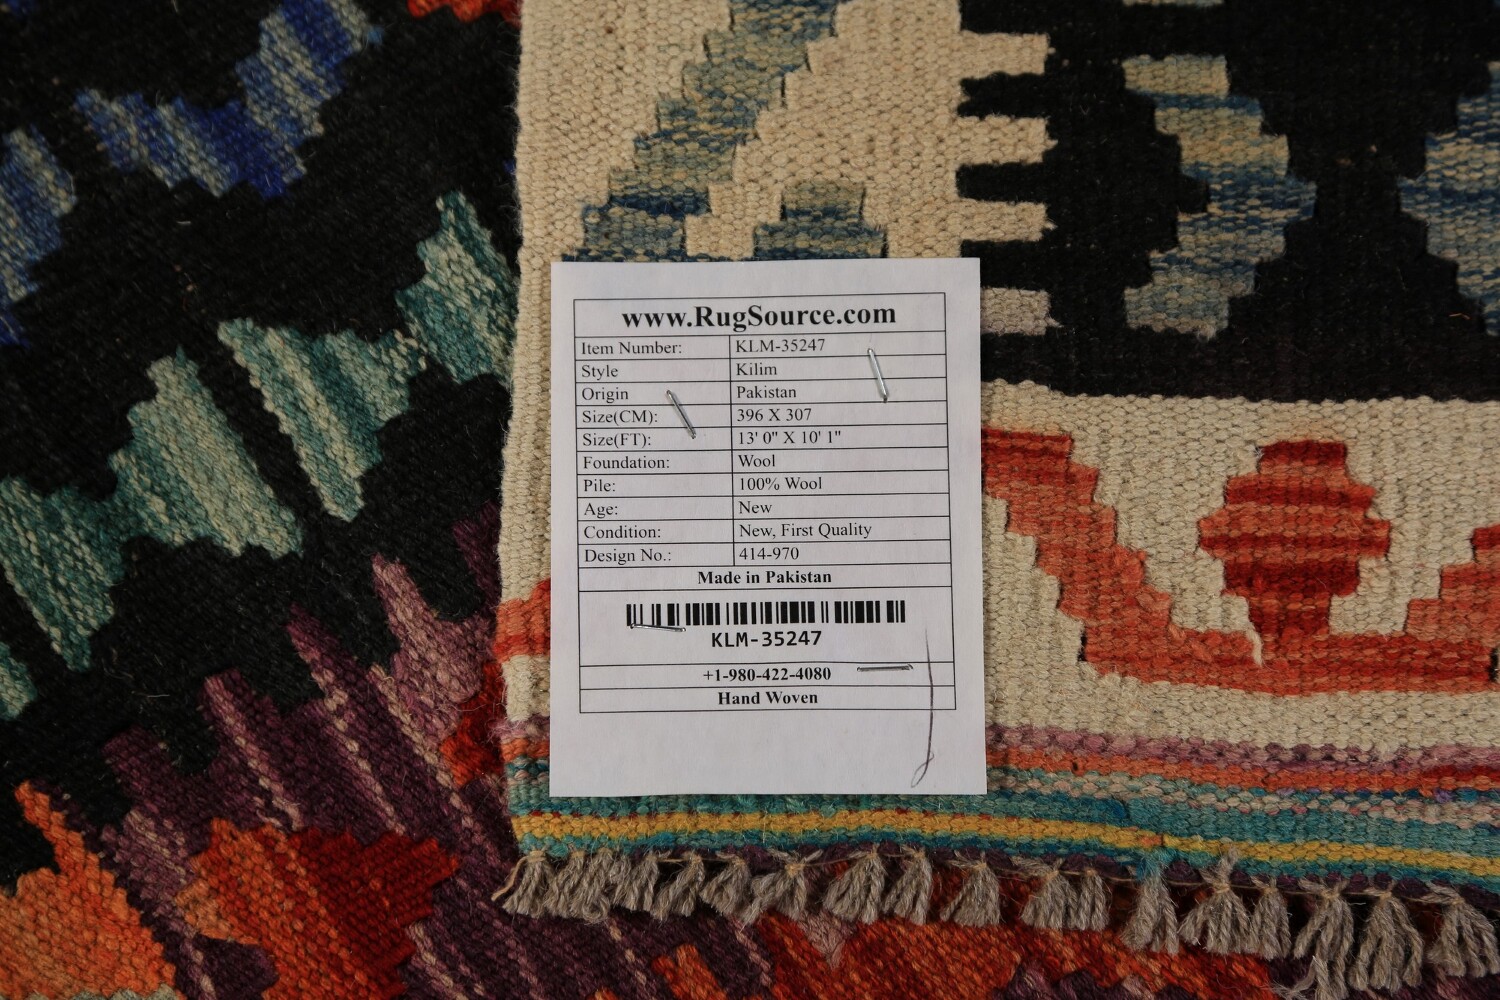 www.RugSource.com
Item Number: KLM-35247
Style Kilim
Origin Pakistan
Size(CM): 396 X 307
Size(FT): 13' 0" X 10' 1"
Foundation: Wool
Pile: 100% Wool
Age: New
Condition: New, First Quality
Design No.: 414-970
Made in Pakistan
KLM-35247
+1-980-422-4080
Hand Woven